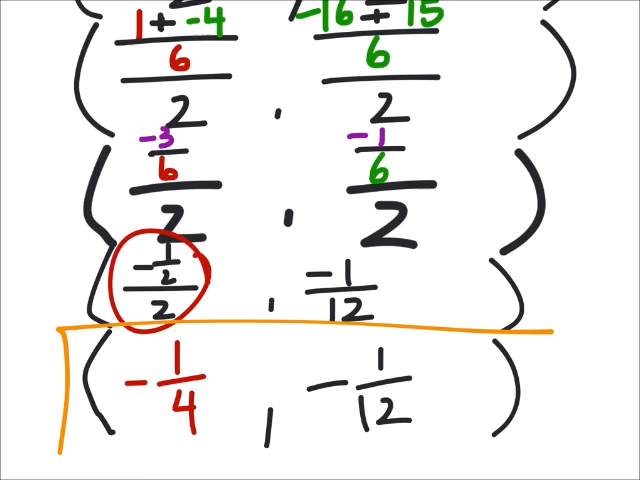 1 + -4 -16 + 15
6 6
2 , 2
-3 -1
6 6
2 , 2
-1/2 -1
2 , 12
( -1/4 , -1/12 )